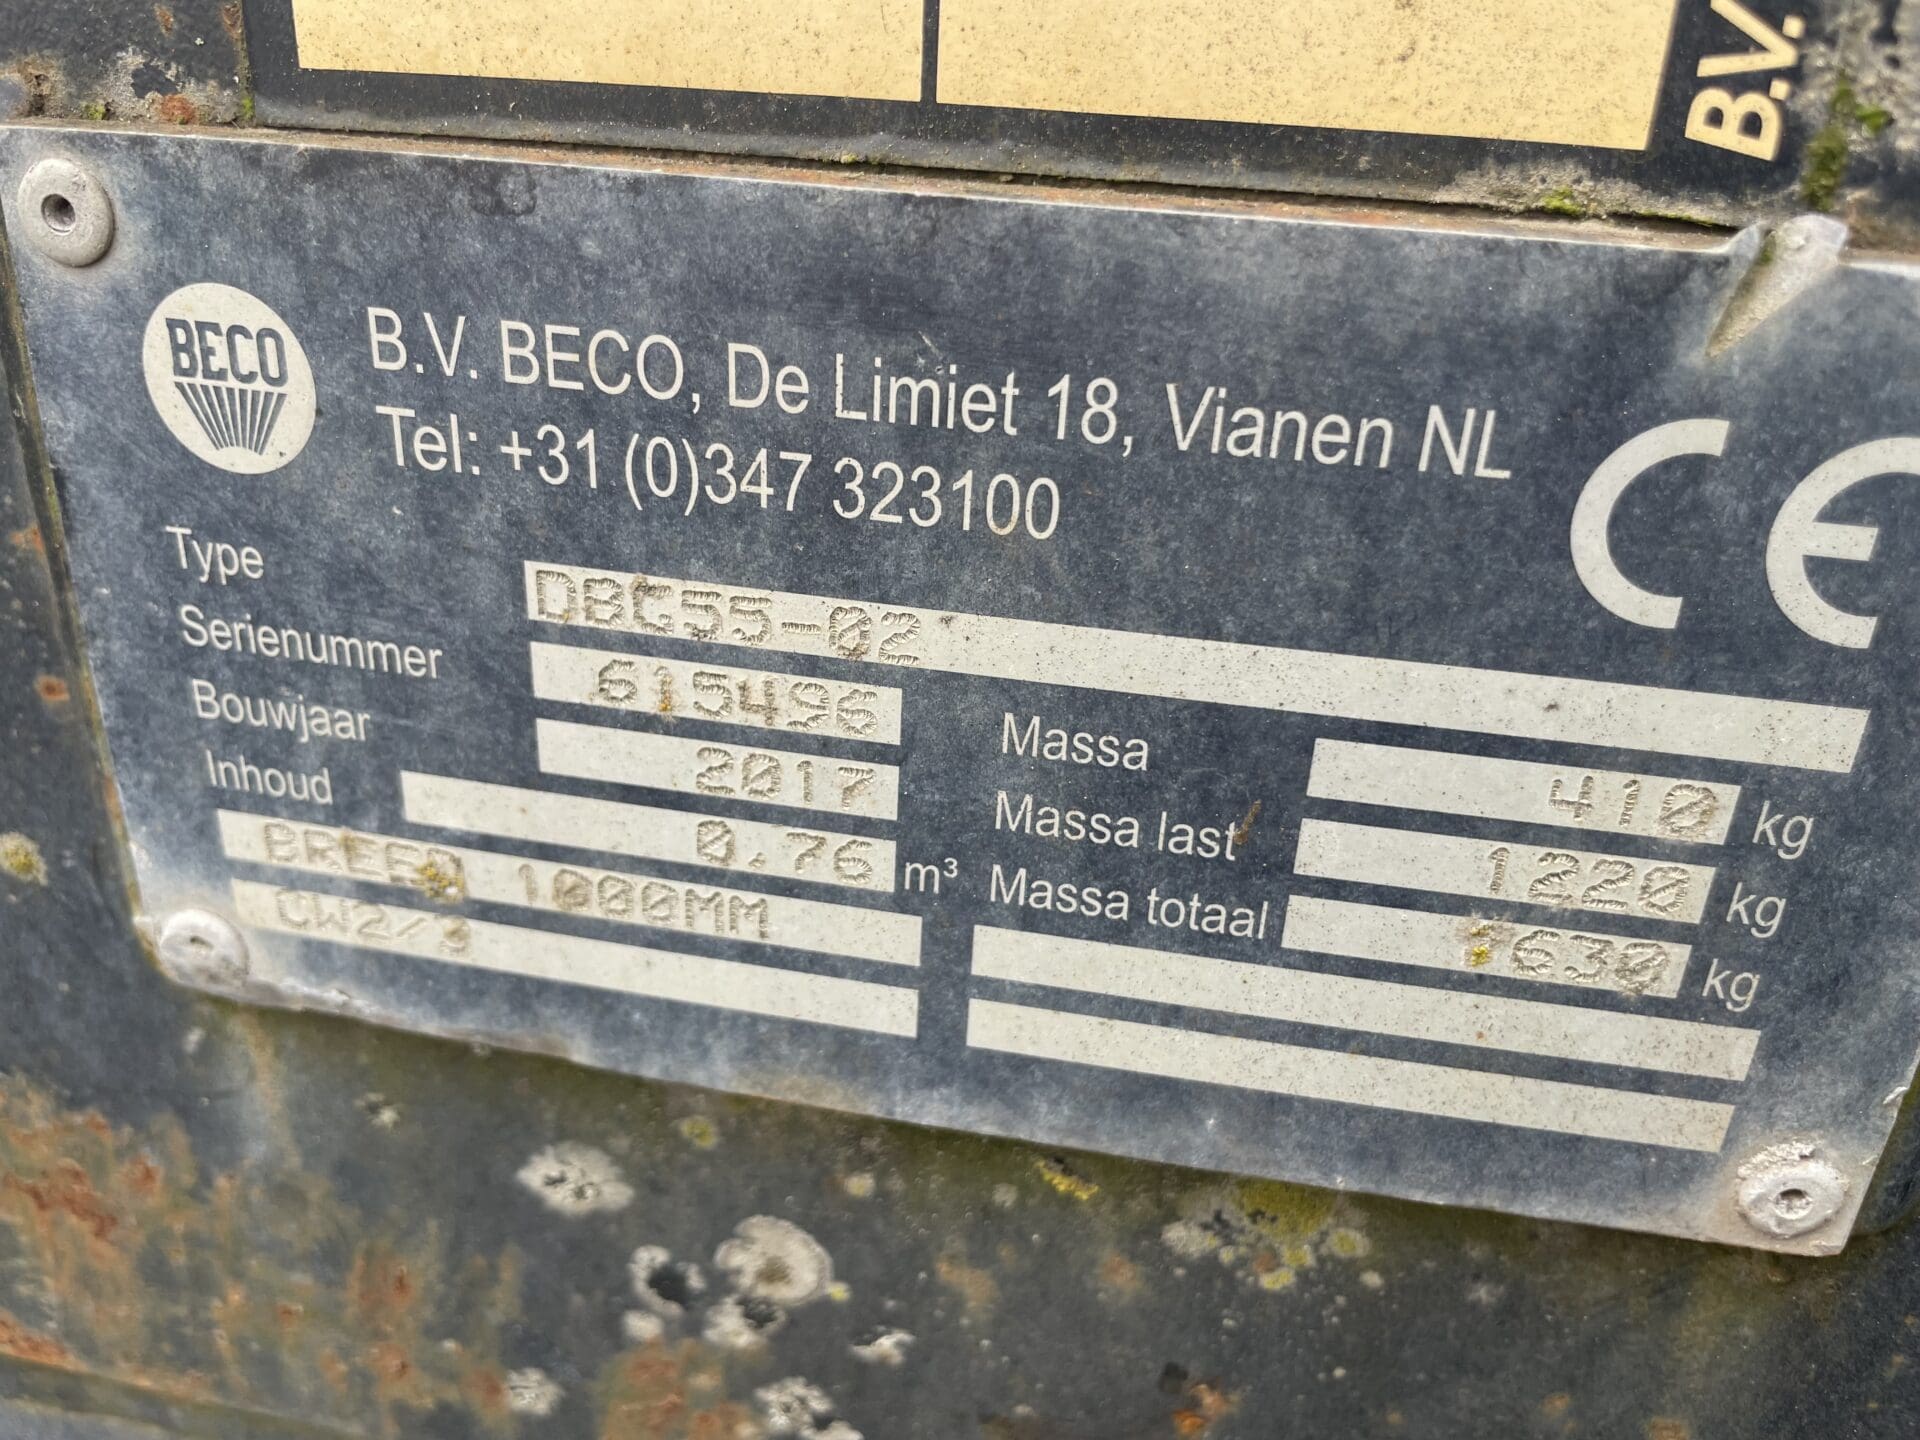 B.V.
BECO
B.V. BECO, De Limiet 18, Vianen NL
Tel: +31 (0)347 323100
CE
Type DBG55-02
Serienummer 615496
Bouwjaar 2017
Inhoud 0.76 m³
BREED 1000MM
CW2/3
Massa 410 kg
Massa last 1220 kg
Massa totaal 1630 kg